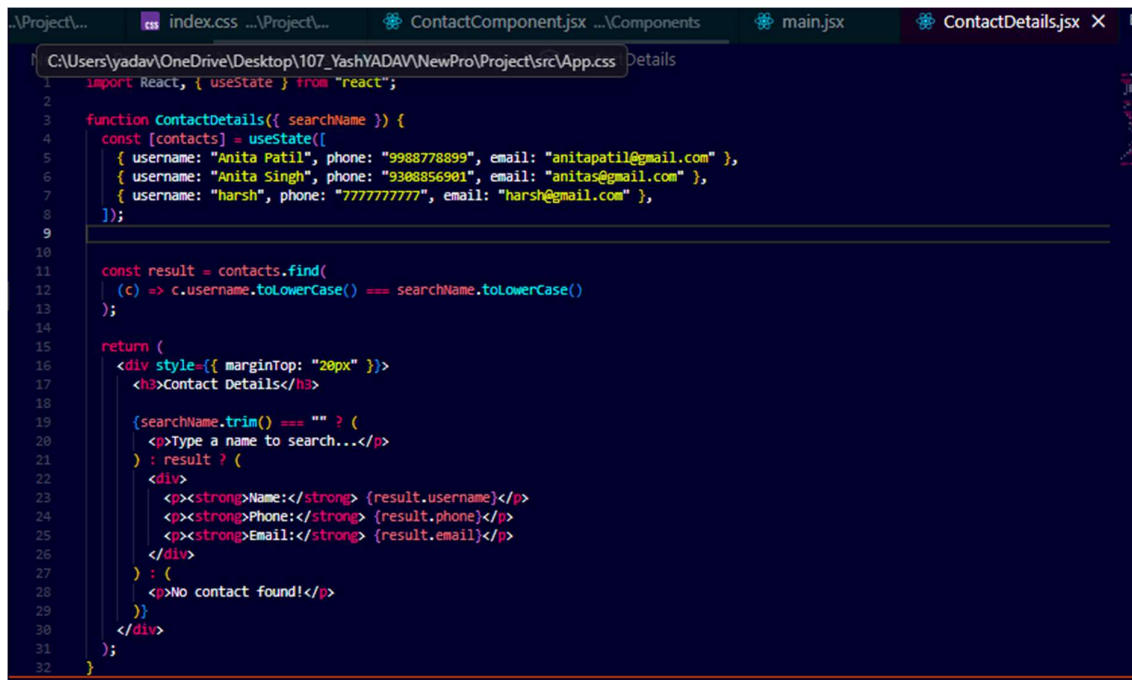 ..\Project\... index.css ...\Project\... ContactComponent.jsx ...\Components main.jsx ContactDetails.jsx ×
C:\Users\yadav\OneDrive\Desktop\107_YashYADAV\NewPro\Project\src\App.css Details
1 import React, { useState } from "react";
2
3 function ContactDetails({ searchName }) {
4 const [contacts] = useState([
5 { username: "Anita Patil", phone: "9988778899", email: "anitapatil@gmail.com" },
6 { username: "Anita Singh", phone: "9308856901", email: "anitas@gmail.com" },
7 { username: "harsh", phone: "7777777777", email: "harsh@gmail.com" },
8 ]);
9
10
11 const result = contacts.find(
12 (c) => c.username.toLowerCase() === searchName.toLowerCase()
13 );
14
15 return (
16 <div style={{ marginTop: "20px" }}>
17 <h3>Contact Details</h3>
18
19 {searchName.trim() === "" ? (
20 <p>Type a name to search...</p>
21 ) : result ? (
22 <div>
23 <p><strong>Name:</strong> {result.username}</p>
24 <p><strong>Phone:</strong> {result.phone}</p>
25 <p><strong>Email:</strong> {result.email}</p>
26 </div>
27 ) : (
28 <p>No contact found!</p>
29 )}
30 </div>
31 );
32 }